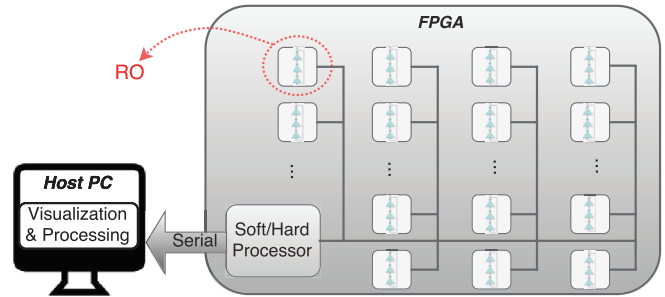 FPGA
RO
Host PC
Visualization
& Processing
Serial
Soft/Hard
Processor